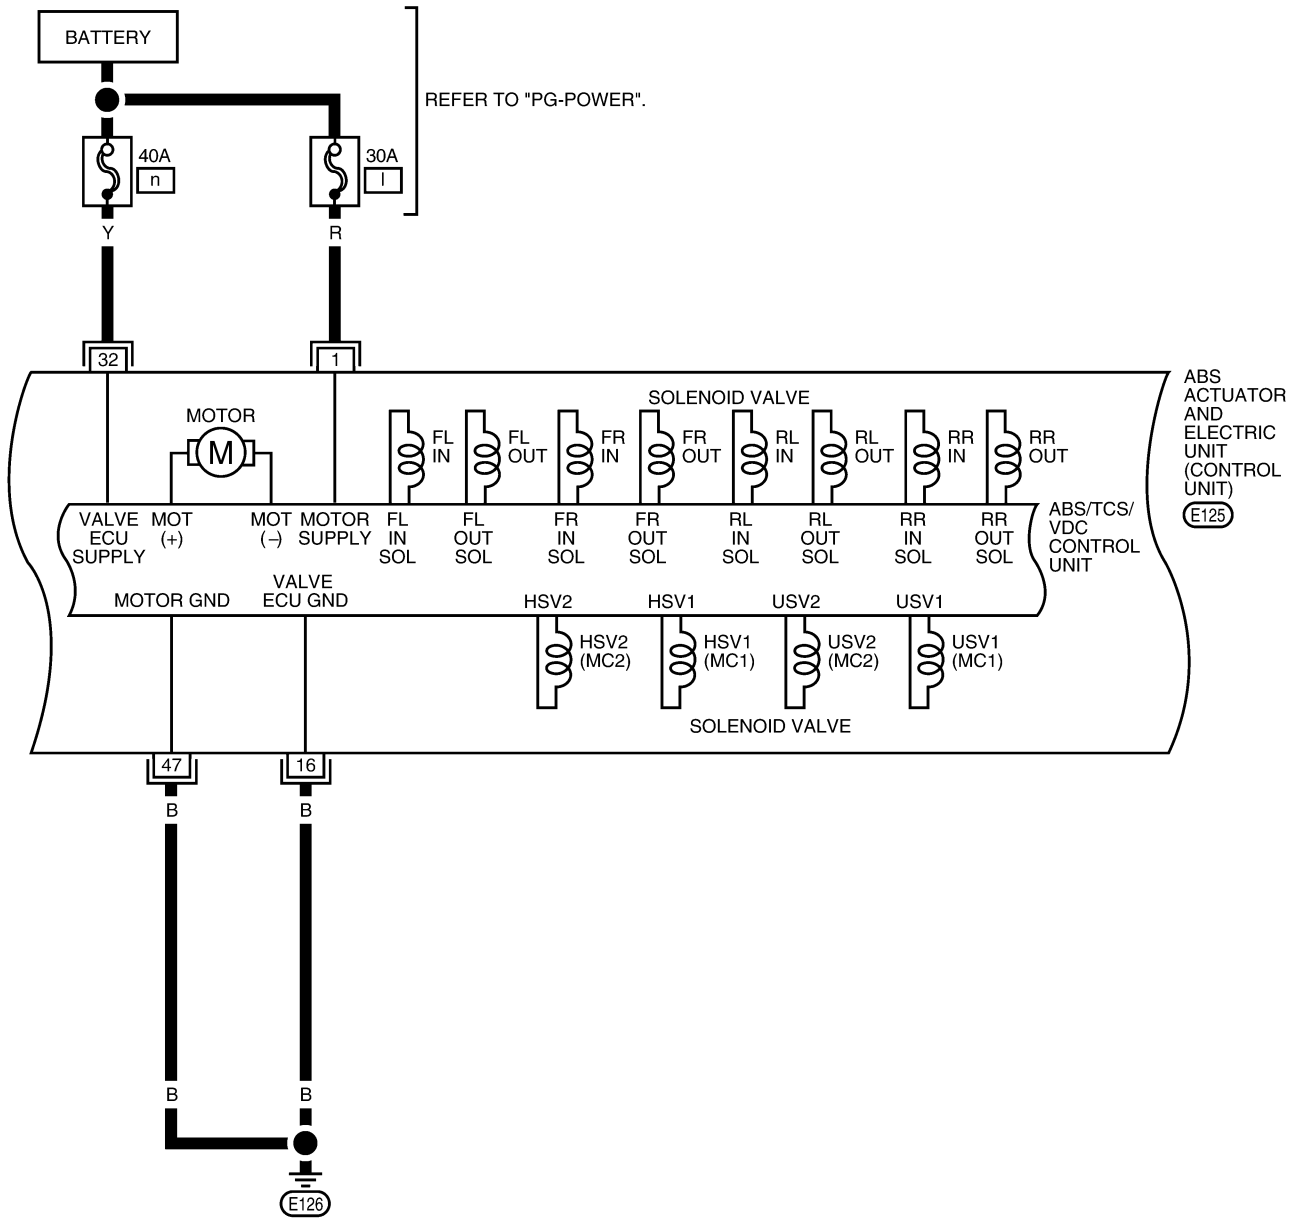 BATTERY
REFER TO "PG-POWER".
40A
n
30A
l
Y
R
32
1
ABS
ACTUATOR
AND
ELECTRIC
UNIT
(CONTROL
UNIT)
E125
SOLENOID VALVE
MOTOR
M
FL
IN
FL
OUT
FR
IN
FR
OUT
RL
IN
RL
OUT
RR
IN
RR
OUT
VALVE
ECU
SUPPLY
MOT
(+)
MOT
(−)
MOTOR
SUPPLY
FL
IN
SOL
FL
OUT
SOL
FR
IN
SOL
FR
OUT
SOL
RL
IN
SOL
RL
OUT
SOL
RR
IN
SOL
RR
OUT
SOL
ABS/TCS/
VDC
CONTROL
UNIT
MOTOR GND
VALVE
ECU GND
HSV2
HSV1
USV2
USV1
HSV2
(MC2)
HSV1
(MC1)
USV2
(MC2)
USV1
(MC1)
SOLENOID VALVE
47
16
B
B
B
B
E126